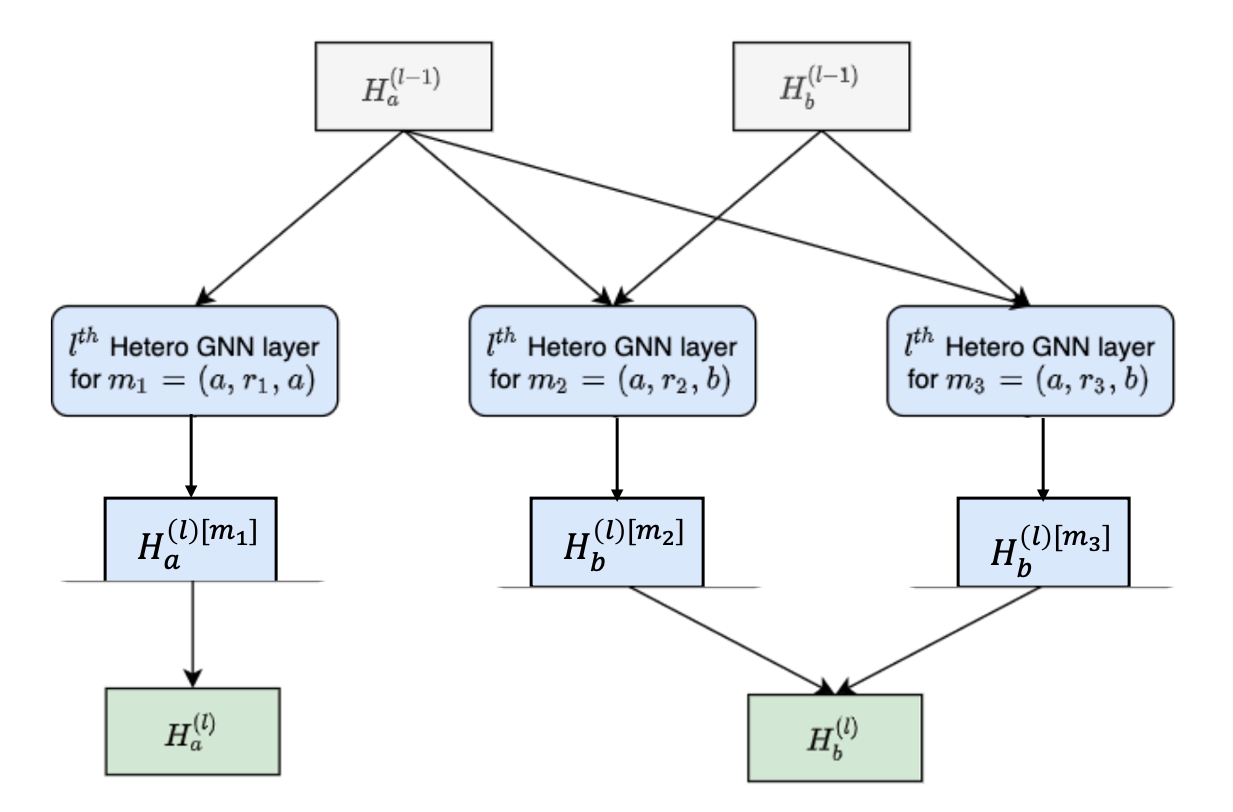 $H_a^{(l-1)}$
$H_b^{(l-1)}$
$l^{th}$ Hetero GNN layer
for $m_1 = (a, r_1, a)$
$l^{th}$ Hetero GNN layer
for $m_2 = (a, r_2, b)$
$l^{th}$ Hetero GNN layer
for $m_3 = (a, r_3, b)$
$H_a^{(l)[m_1]}$
$H_b^{(l)[m_2]}$
$H_b^{(l)[m_3]}$
$H_a^{(l)}$
$H_b^{(l)}$